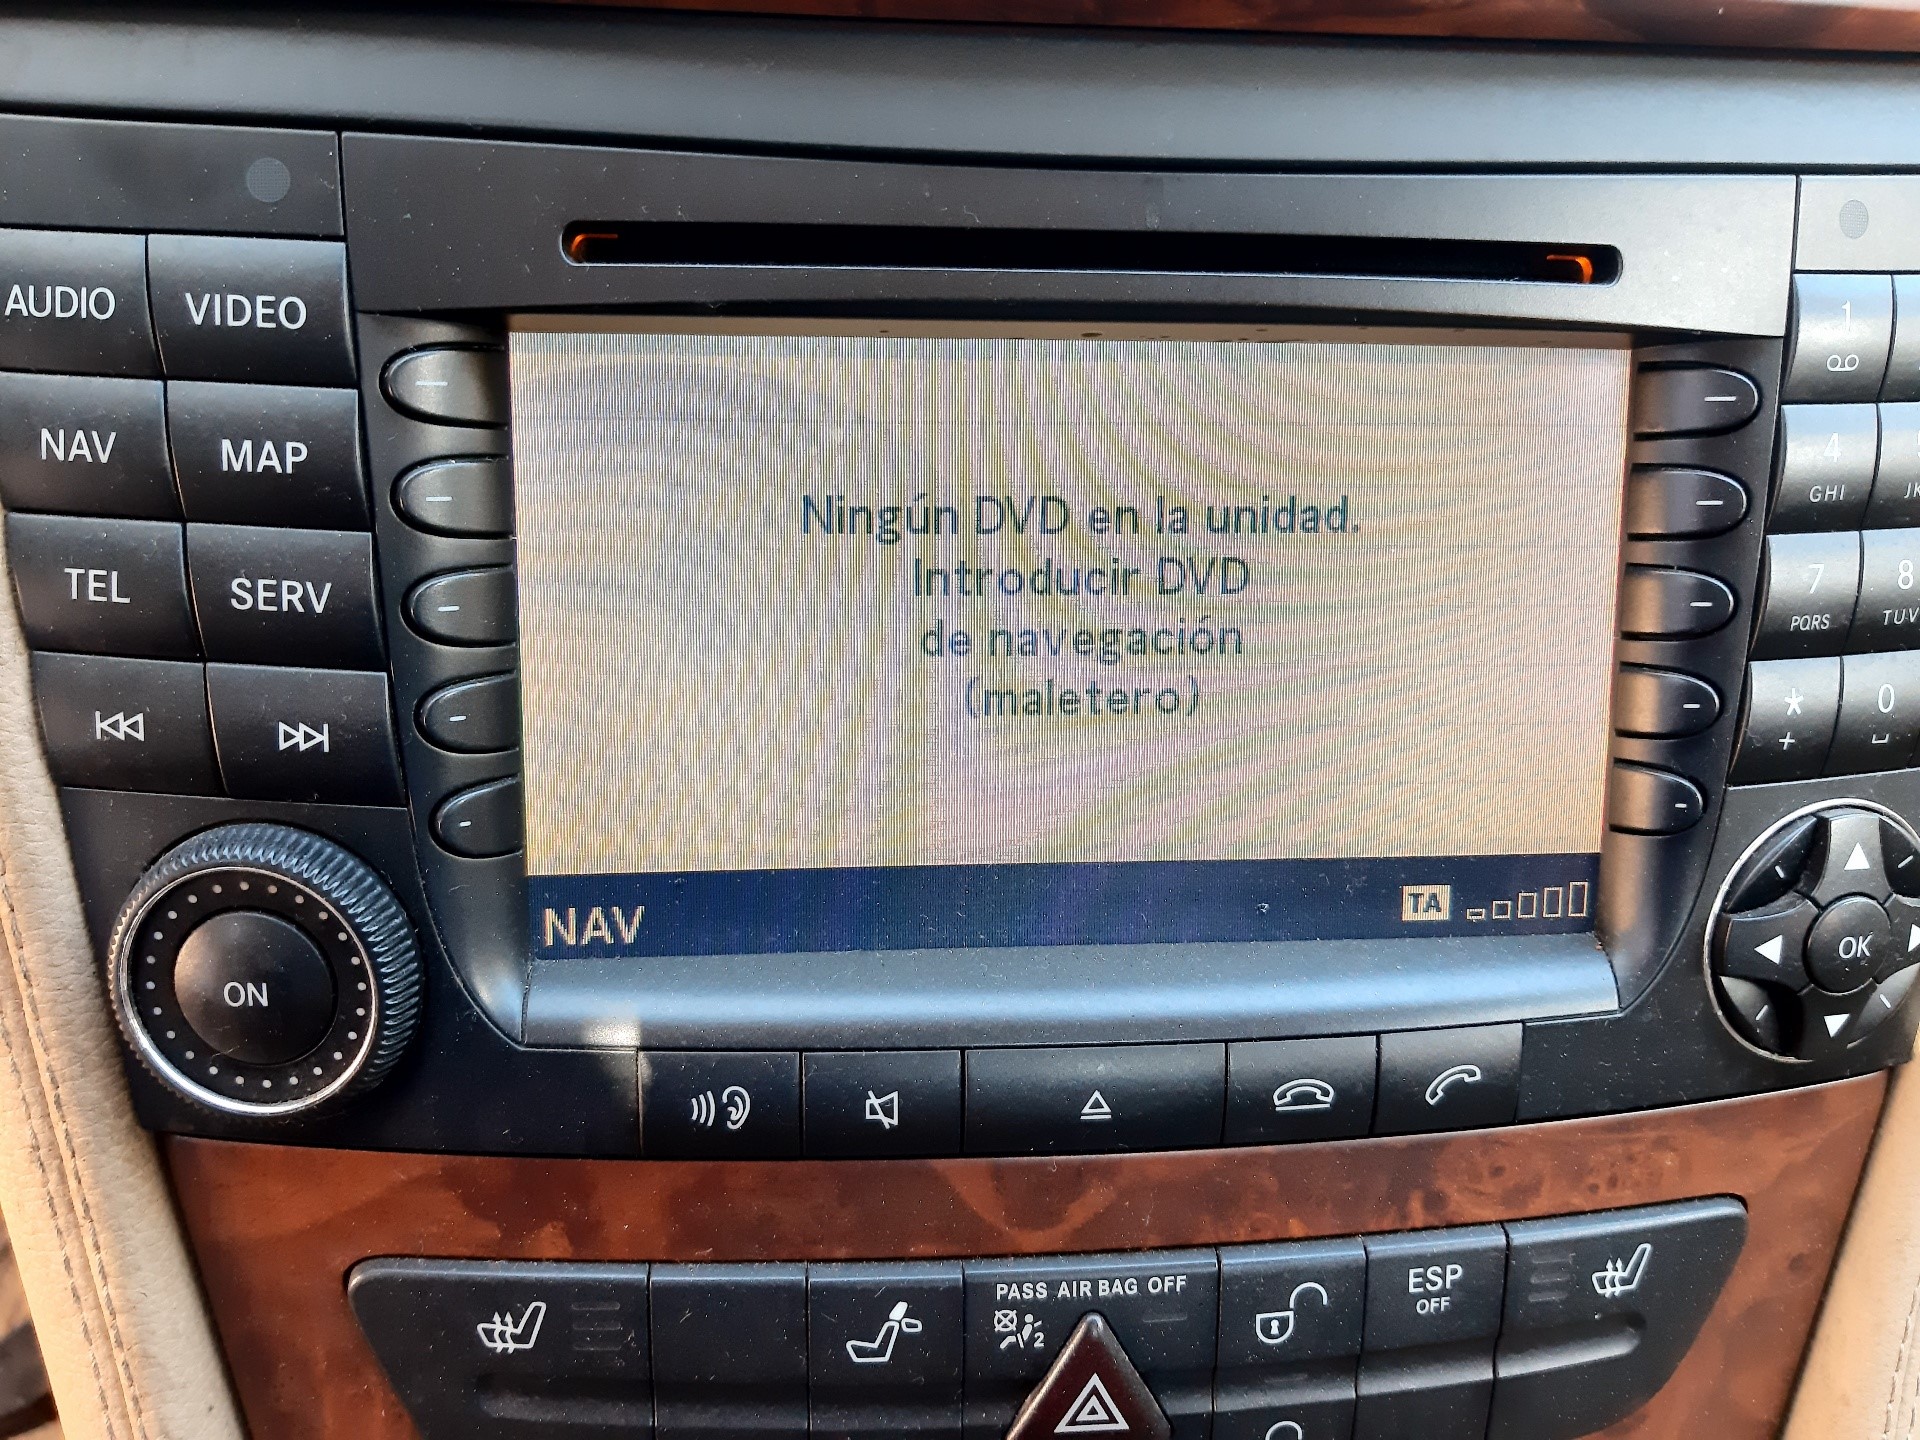 AUDIO
VIDEO
NAV
MAP
TEL
SERV
ON
Ningún DVD en la unidad.
Introducir DVD
de navegación
(maletero)
NAV
TA
1
4
GHI
7
PQRS
8
TUV
*
+
0
OK
PASS AIR BAG OFF
2
ESP
OFF